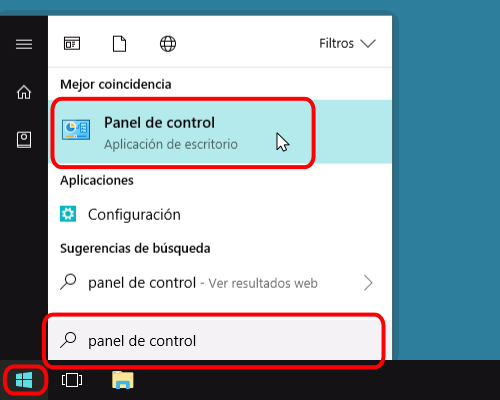 Filtros
Mejor coincidencia
Panel de control
Aplicación de escritorio
Aplicaciones
Configuración
Sugerencias de búsqueda
panel de control - Ver resultados web
panel de control